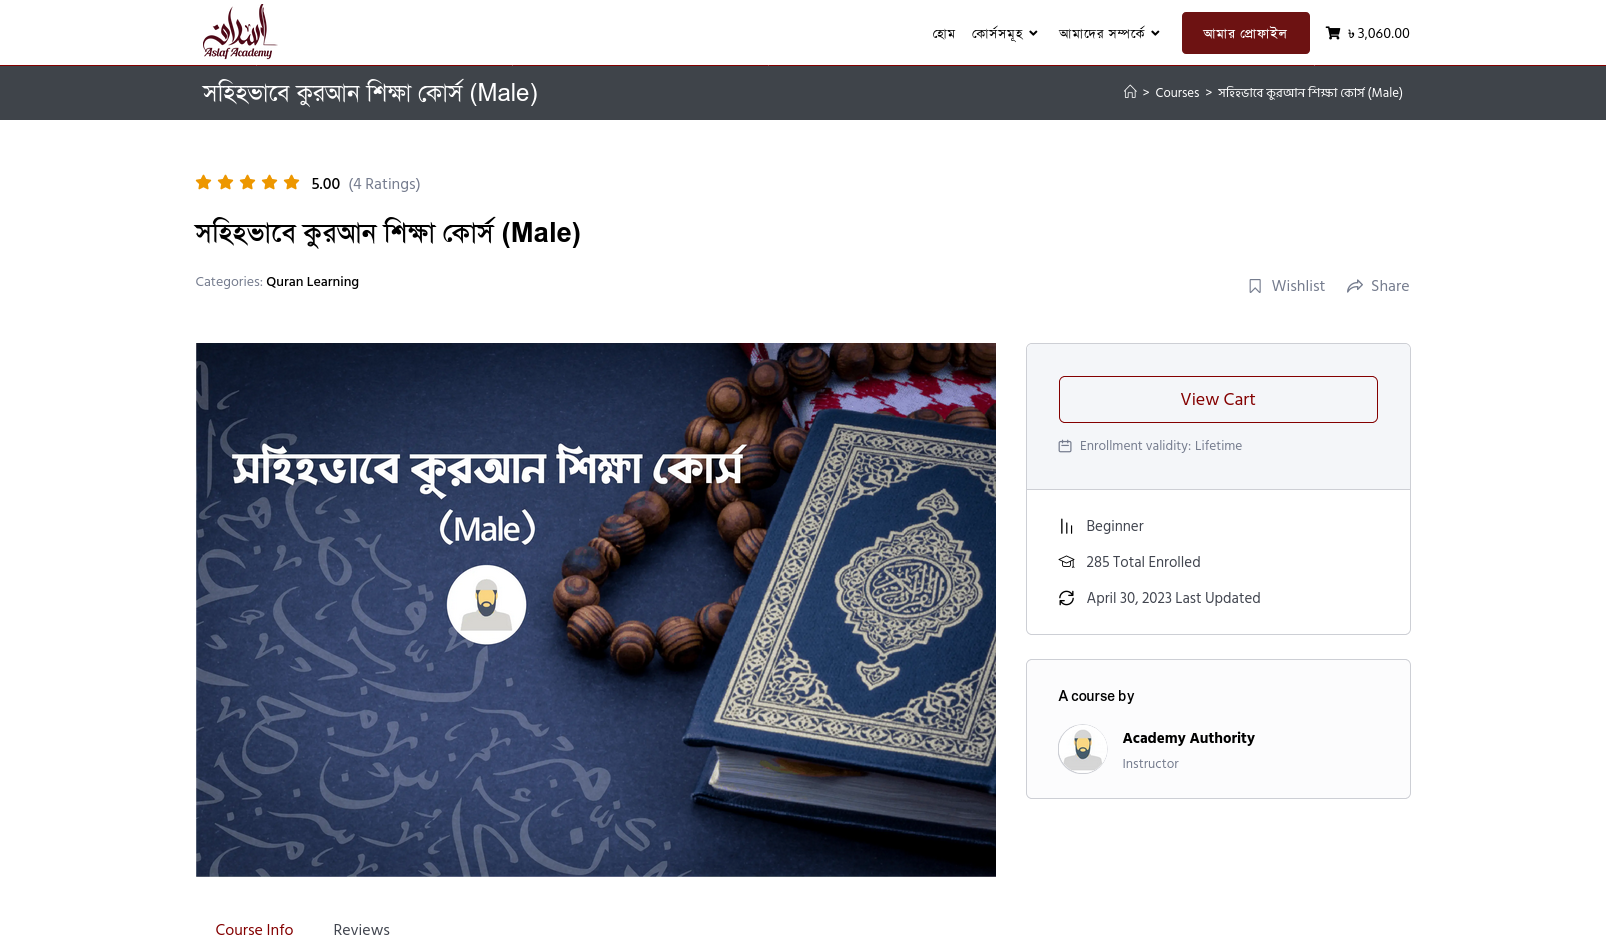 اسلاف
Aslaf Academy
হোম
কোর্সসমূহ
আমাদের সম্পর্কে
আমার প্রোফাইল
৳ 3,060.00
সহিহভাবে কুরআন শিক্ষা কোর্স (Male)
> Courses > সহিহভাবে কুরআন শিক্ষা কোর্স (Male)
5.00 (4 Ratings)
সহিহভাবে কুরআন শিক্ষা কোর্স (Male)
Categories: Quran Learning
Wishlist
Share
সহিহভাবে কুরআন শিক্ষা কোর্স
(Male)
View Cart
Enrollment validity: Lifetime
Beginner
285 Total Enrolled
April 30, 2023 Last Updated
A course by
Academy Authority
Instructor
Course Info
Reviews